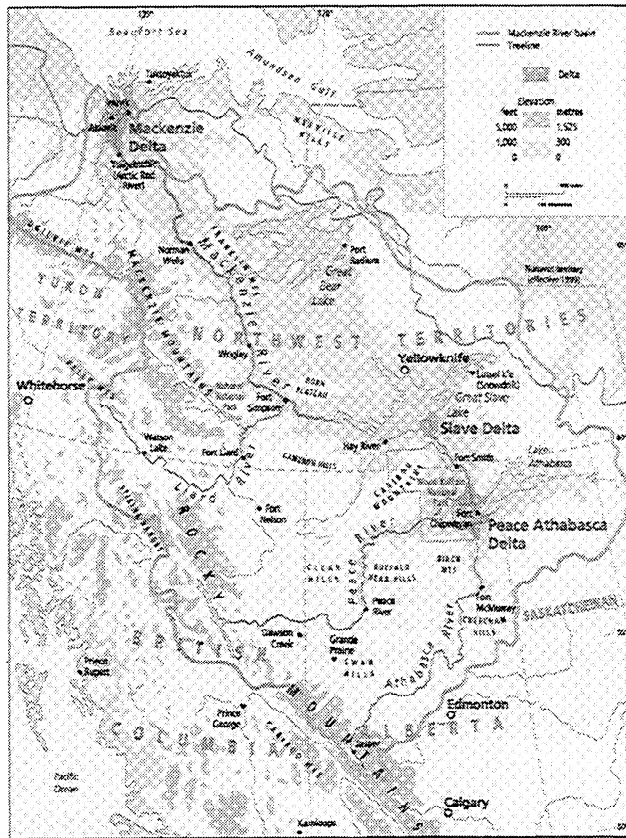 Beaufort Sea
Amundsen Gulf
Tuktoyaktuk
Inuvik
Aklavik
Mackenzie
Delta
Tsiigehtchic
(Arctic Red
River)
MELVILLE
HILLS
Mackenzie River basin
Treeline
Delta
Elevation
feet metres
5,000 1,525
1,000 300
0 0
OGILVIE MTS
YUKON
TERRITORY
Norman
Wells
FRANKLIN MTS
Mackenzie River
MACKENZIE MOUNTAINS
Port
Radium
Great
Bear
Lake
NORTHWEST TERRITORIES
Wrigley
HORN
PLATEAU
Fort
Simpson
Yellowknife
Great Slave
Lake
Slave Delta
Whitehorse
Watson
Lake
Fort Liard
Liard River
CAMERON HILLS
Hay River
Fort Smith
Lake
Athabasca
CARIBOU
MOUNTAINS
Fort
Nelson
Fort
Chipewyan
Peace Athabasca
Delta
Peace River
CLEAR
HILLS
BUFFALO
HEAD HILLS
BIRCH
MTS
Peace
River
Fort
McMurray
SASKATCHEWAN
Dawson
Creek
Grande
Prairie
SWAN
HILLS
Athabasca River
Prince
Rupert
Prince
George
ROCKY MOUNTAINS
BRITISH
COLUMBIA
CARIBOO MTS
Jasper
Edmonton
ALBERTA
Pacific
Ocean
Kamloops
Calgary